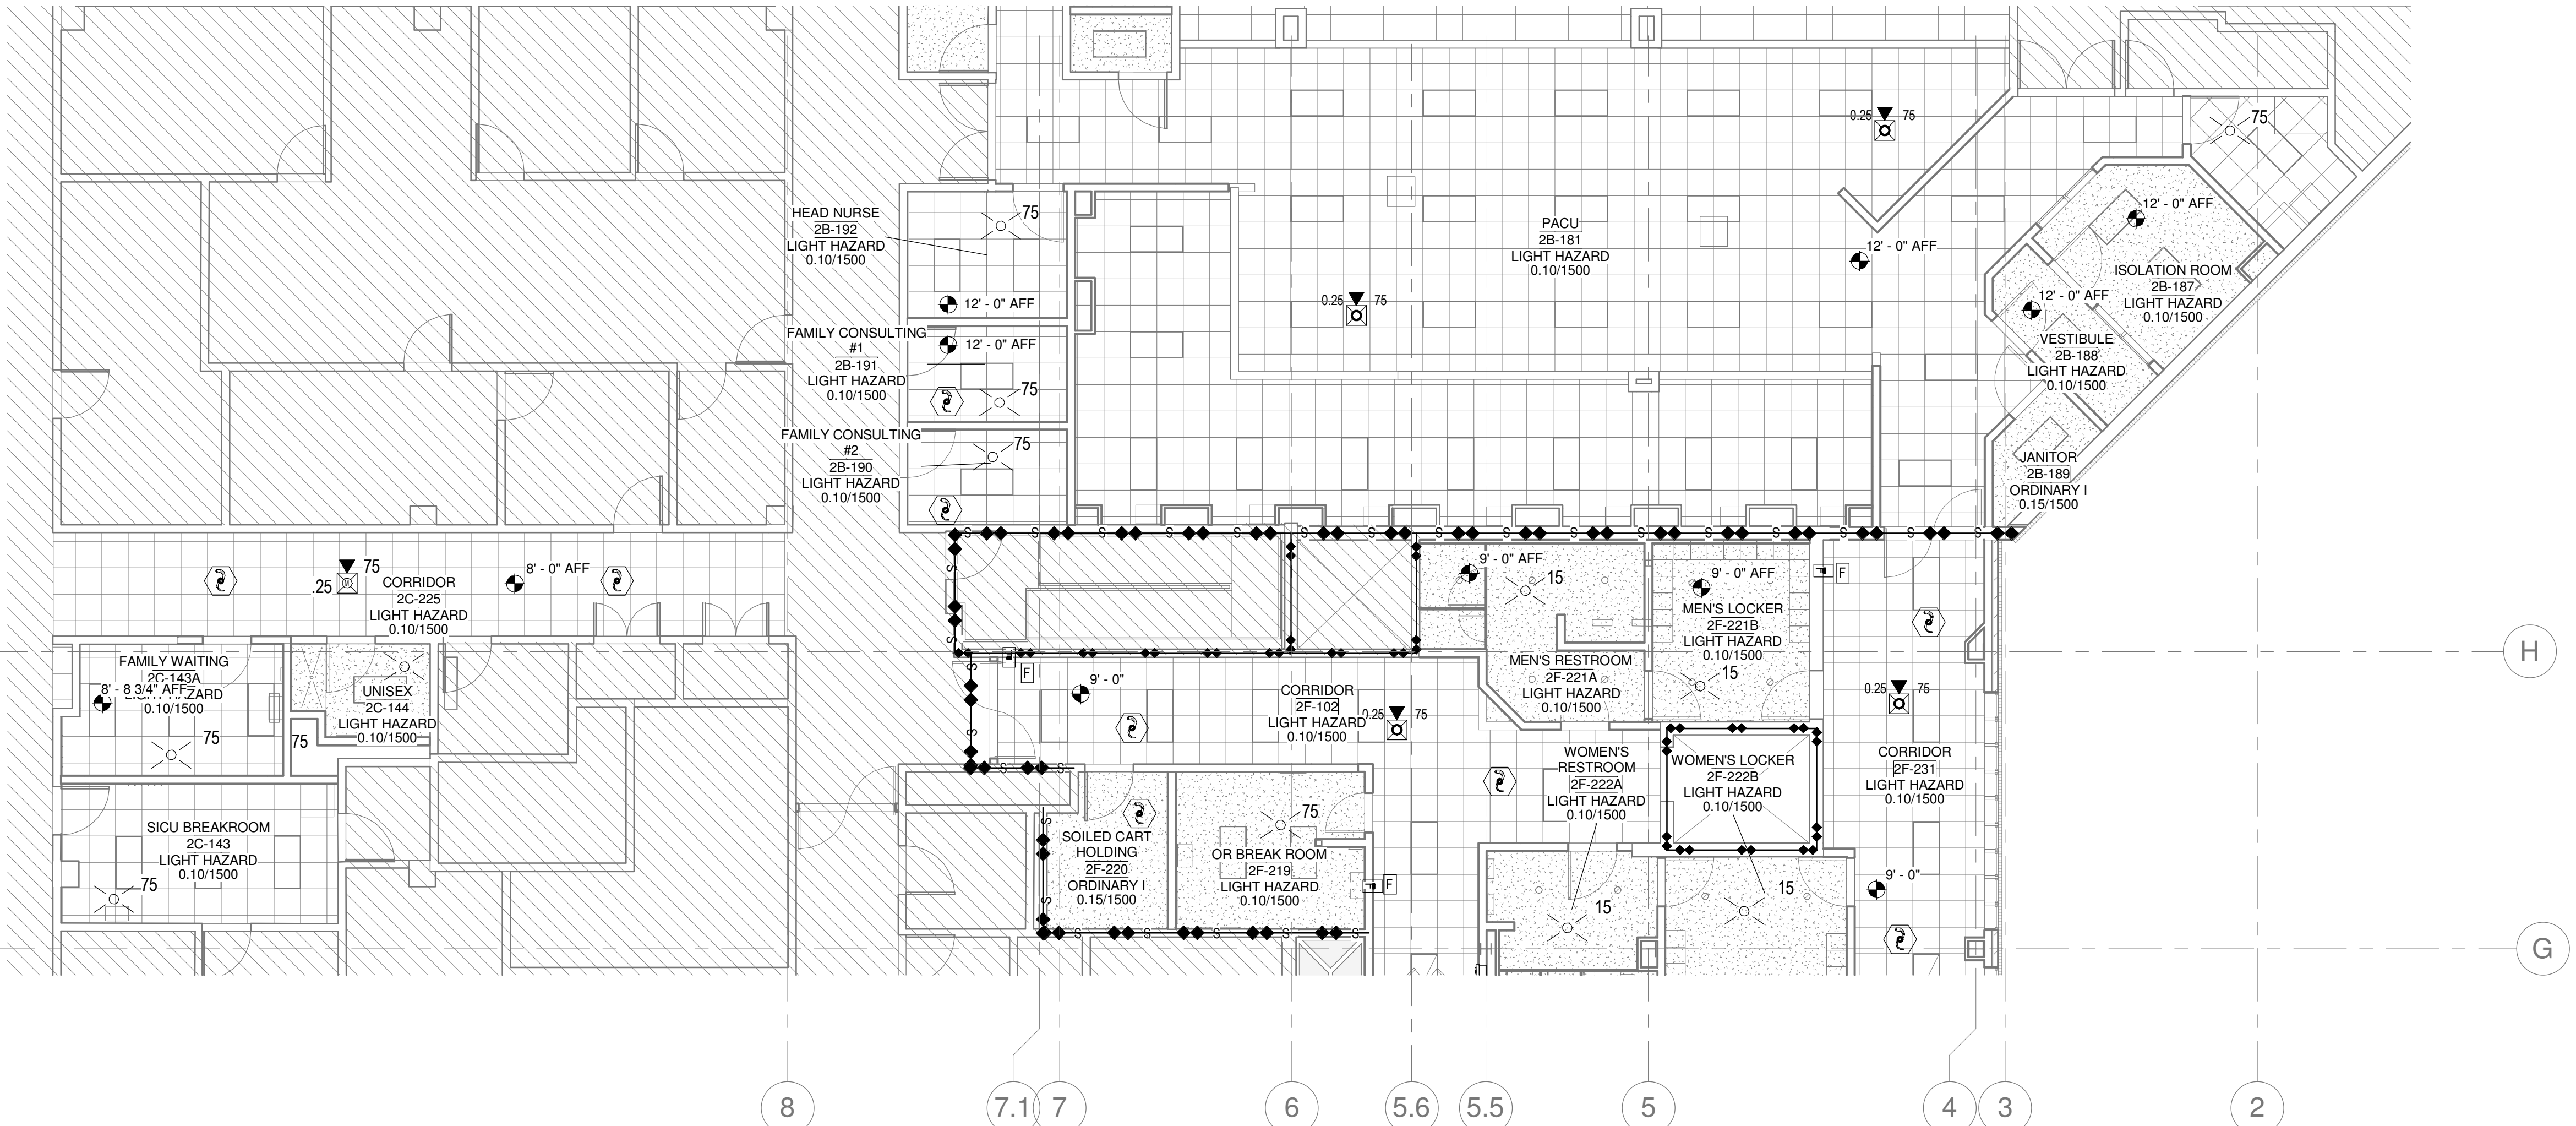 75
0.25 75
12' - 0" AFF
HEAD NURSE
2B-192
LIGHT HAZARD
0.10/1500
75
12' - 0" AFF
PACU
2B-181
LIGHT HAZARD
0.10/1500
12' - 0" AFF
ISOLATION ROOM
2B-187
LIGHT HAZARD
0.10/1500
0.25 75
12' - 0" AFF
FAMILY CONSULTING
#1
2B-191
LIGHT HAZARD
0.10/1500
12' - 0" AFF
75
VESTIBULE
2B-188
LIGHT HAZARD
0.10/1500
FAMILY CONSULTING
#2
2B-190
LIGHT HAZARD
0.10/1500
75
JANITOR
2B-189
ORDINARY I
0.15/1500
S S S S S S S S S S S S S S S S
.25 75
CORRIDOR
2C-225
LIGHT HAZARD
0.10/1500
8' - 0" AFF
S
S
9' - 0" AFF
15
9' - 0" AFF
MEN'S LOCKER
2F-221B
LIGHT HAZARD
0.10/1500
15
F
FAMILY WAITING
2C-143A
LIGHT HAZARD
0.10/1500
8' - 8 3/4" AFF
75
UNISEX
2C-144
LIGHT HAZARD
0.10/1500
75
F
S
S
S S
9' - 0"
CORRIDOR
2F-102
LIGHT HAZARD
0.10/1500
0.25 75
MEN'S RESTROOM
2F-221A
LIGHT HAZARD
0.10/1500
0.25 75
H
WOMEN'S
RESTROOM
2F-222A
LIGHT HAZARD
0.10/1500
WOMEN'S LOCKER
2F-222B
LIGHT HAZARD
0.10/1500
CORRIDOR
2F-231
LIGHT HAZARD
0.10/1500
SICU BREAKROOM
2C-143
LIGHT HAZARD
0.10/1500
75
S
S
SOILED CART
HOLDING
2F-220
ORDINARY I
0.15/1500
75
OR BREAK ROOM
2F-219
LIGHT HAZARD
0.10/1500
F
15
15
9' - 0"
S S S S S
G
8 7.1 7 6 5.6 5.5 5 4 3 2